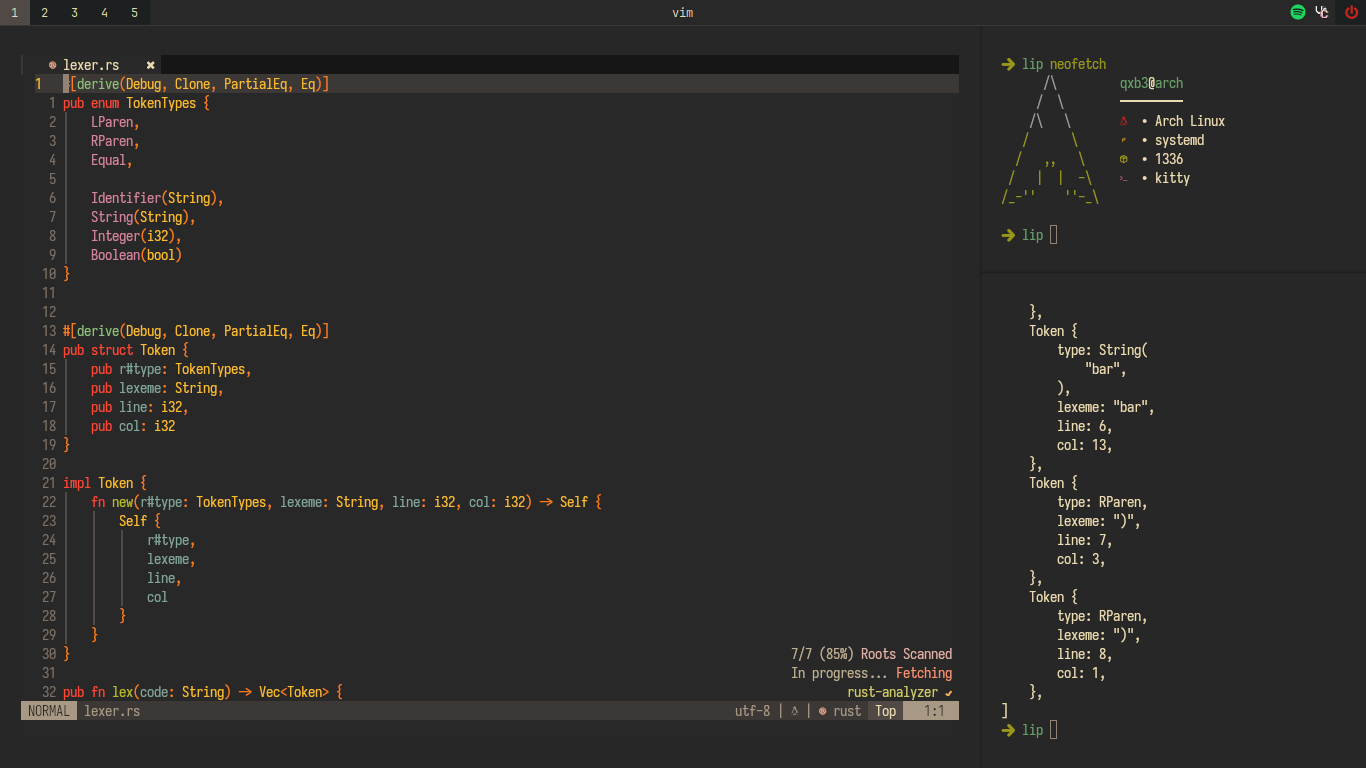 1 2 3 4 5 vim
lexer.rs ✖
1 #[derive(Debug, Clone, PartialEq, Eq)]
1 pub enum TokenTypes {
2 LParen,
3 RParen,
4 Equal,
5
6 Identifier(String),
7 String(String),
8 Integer(i32),
9 Boolean(bool)
10 }
11
12
13 #[derive(Debug, Clone, PartialEq, Eq)]
14 pub struct Token {
15 pub r#type: TokenTypes,
16 pub lexeme: String,
17 pub line: i32,
18 pub col: i32
19 }
20
21 impl Token {
22 fn new(r#type: TokenTypes, lexeme: String, line: i32, col: i32) -> Self {
23 Self {
24 r#type,
25 lexeme,
26 line,
27 col
28 }
29 }
30 }
31
32 pub fn lex(code: String) -> Vec<Token> {
7/7 (85%) Roots Scanned
In progress... Fetching
rust-analyzer ✔
NORMAL lexer.rs utf-8 | | rust Top 1:1
➜ lip neofetch
/\
/ \
/\ \
/ \
/ ,, \
/ | | -\
/_-'' ''-_\
qxb3@arch
• Arch Linux
• systemd
• 1336
• kitty
➜ lip
},
Token {
type: String(
"bar",
),
lexeme: "bar",
line: 6,
col: 13,
},
Token {
type: RParen,
lexeme: ")",
line: 7,
col: 3,
},
Token {
type: RParen,
lexeme: ")",
line: 8,
col: 1,
},
]
➜ lip